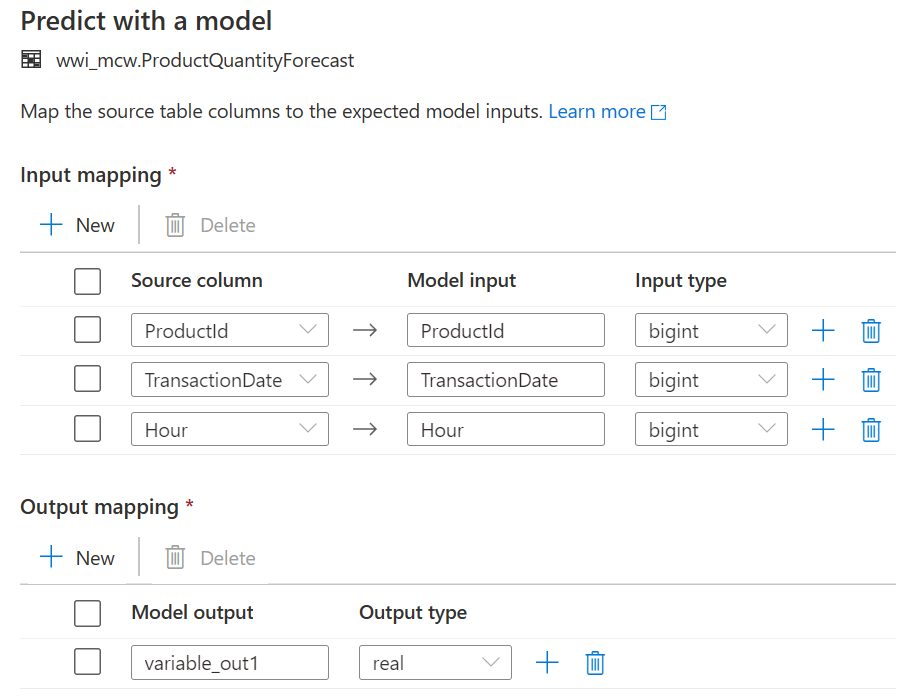 Predict with a model
wwi_mcw.ProductQuantityForecast
Map the source table columns to the expected model inputs. Learn more
Input mapping *
New Delete
Source column Model input Input type
ProductId ProductId bigint
TransactionDate TransactionDate bigint
Hour Hour bigint
Output mapping *
New Delete
Model output Output type
variable_out1 real